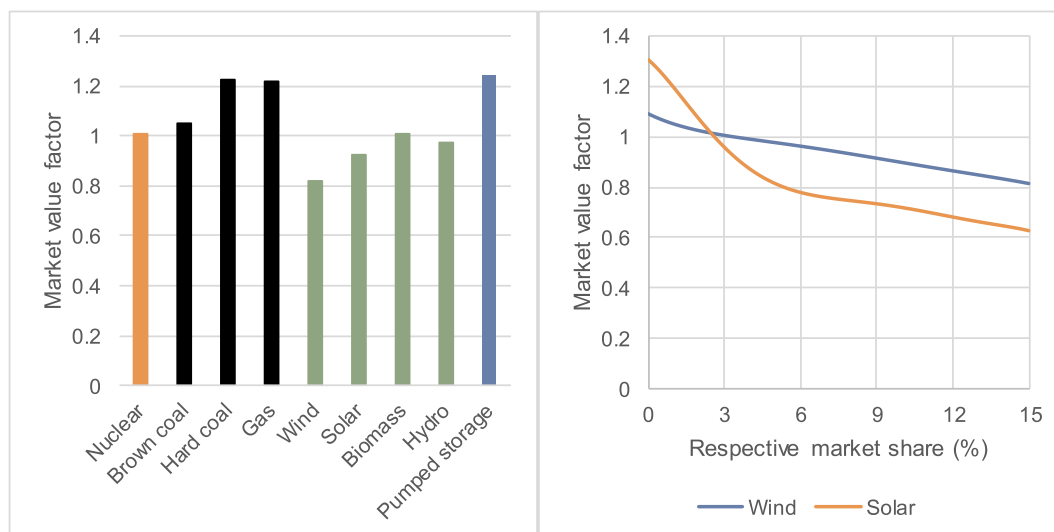 1.4
1.2
1
0.8
0.6
0.4
0.2
0
Market value factor
Nuclear
Brown coal
Hard coal
Gas
Wind
Solar
Biomass
Hydro
Pumped storage
1.4
1.2
1
0.8
0.6
0.4
0.2
0
Market value factor
0 3 6 9 12 15
Respective market share (%)
Wind Solar